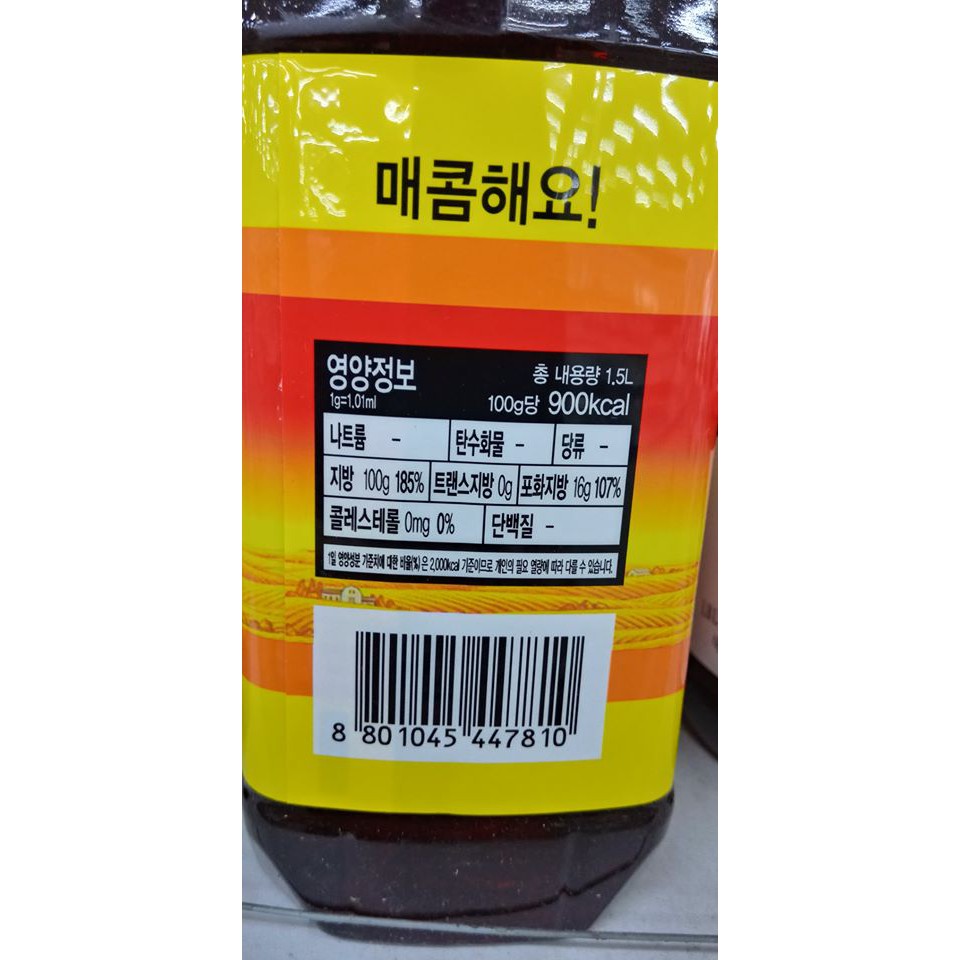 매콤해요!
영양정보 총 내용량 1.5L
1g=1.01ml 100g당 900kcal
나트륨 - 탄수화물 - 당류 -
지방 100g 185% 트랜스지방 0g 포화지방 16g 107%
콜레스테롤 0mg 0% 단백질 -
1일 영양성분 기준치에 대한 비율(%)은 2,000kcal 기준이므로 개인의 필요 열량에 따라 다를 수 있습니다.
8 801045 447810